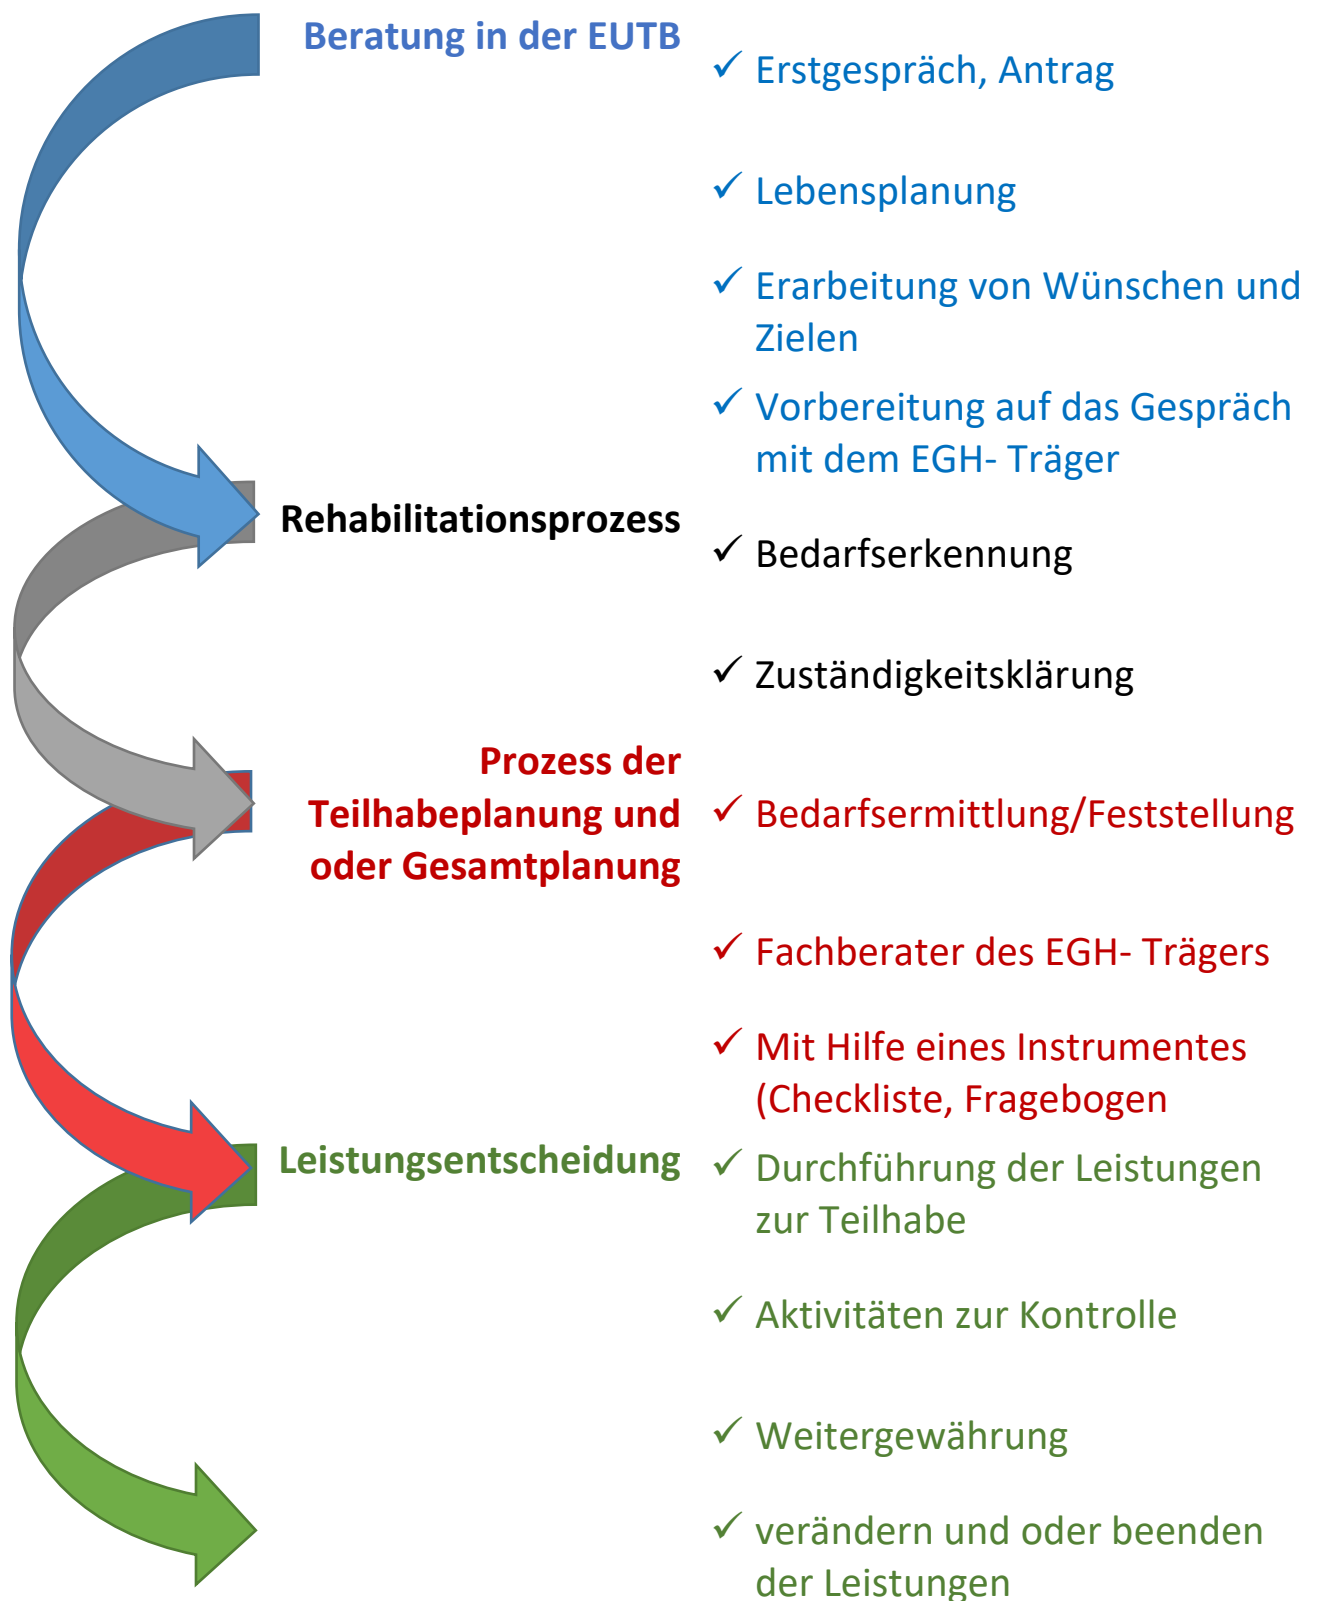 Beratung in der EUTB
✓ Erstgespräch, Antrag
✓ Lebensplanung
✓ Erarbeitung von Wünschen und
Zielen
✓ Vorbereitung auf das Gespräch
mit dem EGH- Träger
Rehabilitationsprozess
✓ Bedarfserkennung
✓ Zuständigkeitsklärung
Prozess der
Teilhabeplanung und
oder Gesamtplanung
✓ Bedarfsermittlung/Feststellung
✓ Fachberater des EGH- Trägers
✓ Mit Hilfe eines Instrumentes
(Checkliste, Fragebogen
Leistungsentscheidung
✓ Durchführung der Leistungen
zur Teilhabe
✓ Aktivitäten zur Kontrolle
✓ Weitergewährung
✓ verändern und oder beenden
der Leistungen